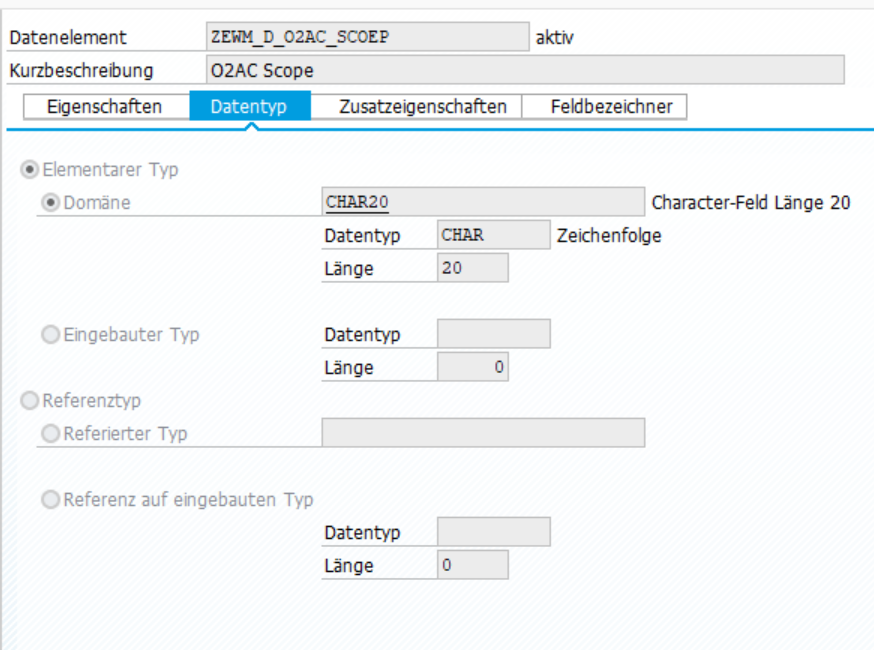 Datenelement ZEWM_D_O2AC_SCOEP aktiv
Kurzbeschreibung O2AC Scope
Eigenschaften Datentyp Zusatzeigenschaften Feldbezeichner
Elementarer Typ
Domäne CHAR20 Character-Feld Länge 20
Datentyp CHAR Zeichenfolge
Länge 20
Eingebauter Typ Datentyp
Länge 0
Referenztyp
Referierter Typ
Referenz auf eingebauten Typ
Datentyp
Länge 0